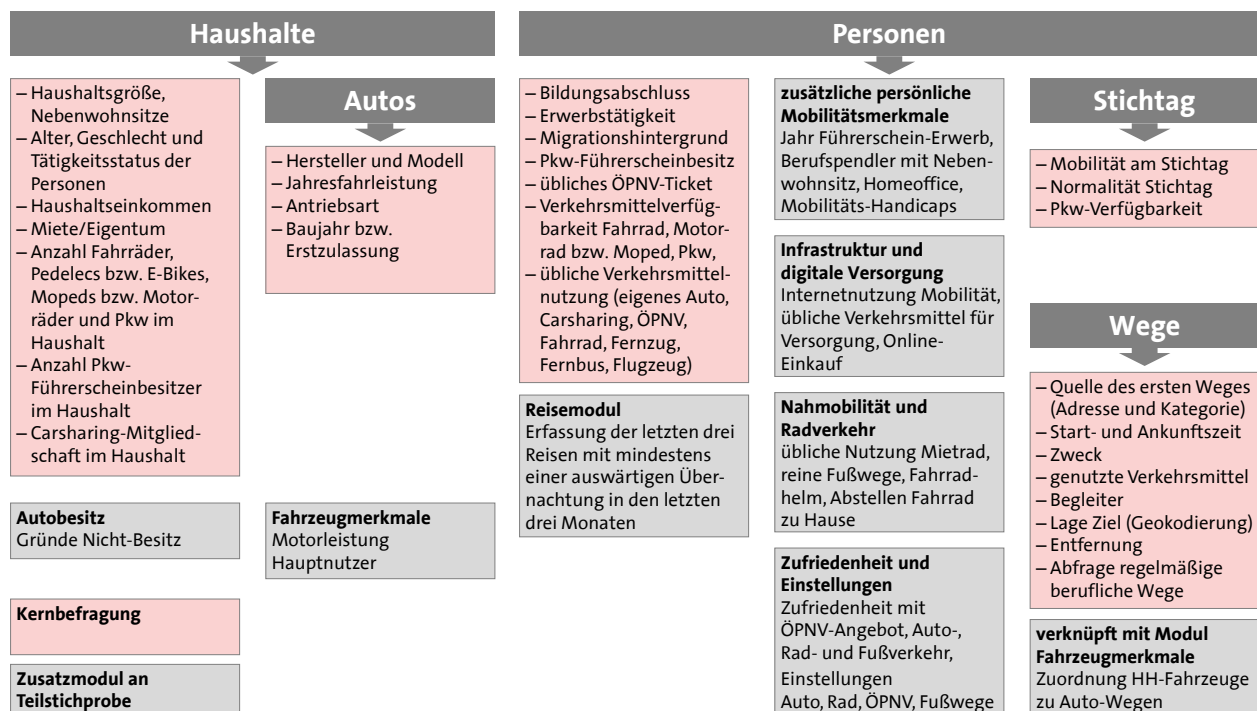 Haushalte
– Haushaltsgröße,
Nebenwohnsitze
– Alter, Geschlecht und
Tätigkeitsstatus der
Personen
– Haushaltseinkommen
– Miete/Eigentum
– Anzahl Fahrräder,
Pedelecs bzw. E-Bikes,
Mopeds bzw. Motor-
räder und Pkw im
Haushalt
– Anzahl Pkw-
Führerscheinbesitzer
im Haushalt
– Carsharing-Mitglied-
schaft im Haushalt
Autobesitz
Gründe Nicht-Besitz
Kernbefragung
Zusatzmodul an
Teilstichprobe
Autos
– Hersteller und Modell
– Jahresfahrleistung
– Antriebsart
– Baujahr bzw.
Erstzulassung
Fahrzeugmerkmale
Motorleistung
Hauptnutzer
Personen
– Bildungsabschluss
– Erwerbstätigkeit
– Migrationshintergrund
– Pkw-Führerscheinbesitz
– übliches ÖPNV-Ticket
– Verkehrsmittelverfüg-
barkeit Fahrrad, Motor-
rad bzw. Moped, Pkw,
– übliche Verkehrsmittel-
nutzung (eigenes Auto,
Carsharing, ÖPNV,
Fahrrad, Fernzug,
Fernbus, Flugzeug)
Reisemodul
Erfassung der letzten drei
Reisen mit mindestens
einer auswärtigen Über-
nachtung in den letzten
drei Monaten
zusätzliche persönliche
Mobilitätsmerkmale
Jahr Führerschein-Erwerb,
Berufspendler mit Neben-
wohnsitz, Homeoffice,
Mobilitäts-Handicaps
Infrastruktur und
digitale Versorgung
Internetnutzung Mobilität,
übliche Verkehrsmittel für
Versorgung, Online-
Einkauf
Nahmobilität und
Radverkehr
übliche Nutzung Mietrad,
reine Fußwege, Fahrrad-
helm, Abstellen Fahrrad
zu Hause
Zufriedenheit und
Einstellungen
Zufriedenheit mit
ÖPNV-Angebot, Auto-,
Rad- und Fußverkehr,
Einstellungen
Auto, Rad, ÖPNV, Fußwege
Stichtag
– Mobilität am Stichtag
– Normalität Stichtag
– Pkw-Verfügbarkeit
Wege
– Quelle des ersten Weges
(Adresse und Kategorie)
– Start- und Ankunftszeit
– Zweck
– genutzte Verkehrsmittel
– Begleiter
– Lage Ziel (Geokodierung)
– Entfernung
– Abfrage regelmäßige
berufliche Wege
verknüpft mit Modul
Fahrzeugmerkmale
Zuordnung HH-Fahrzeuge
zu Auto-Wegen